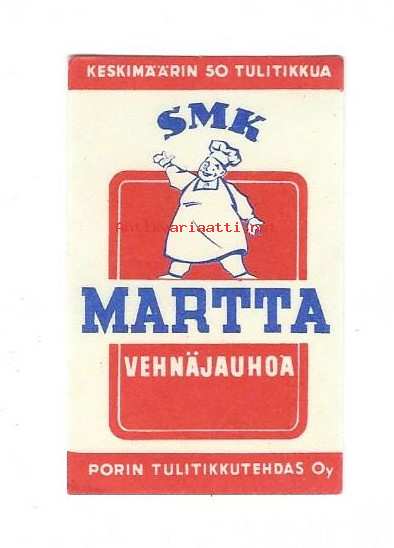 KESKIMÄÄRIN 50 TULITIKKUA
SMK
Antikvariaatti.net
MARTTA
VEHNÄJAUHOA
PORIN TULITIKKUTEHDAS Oy